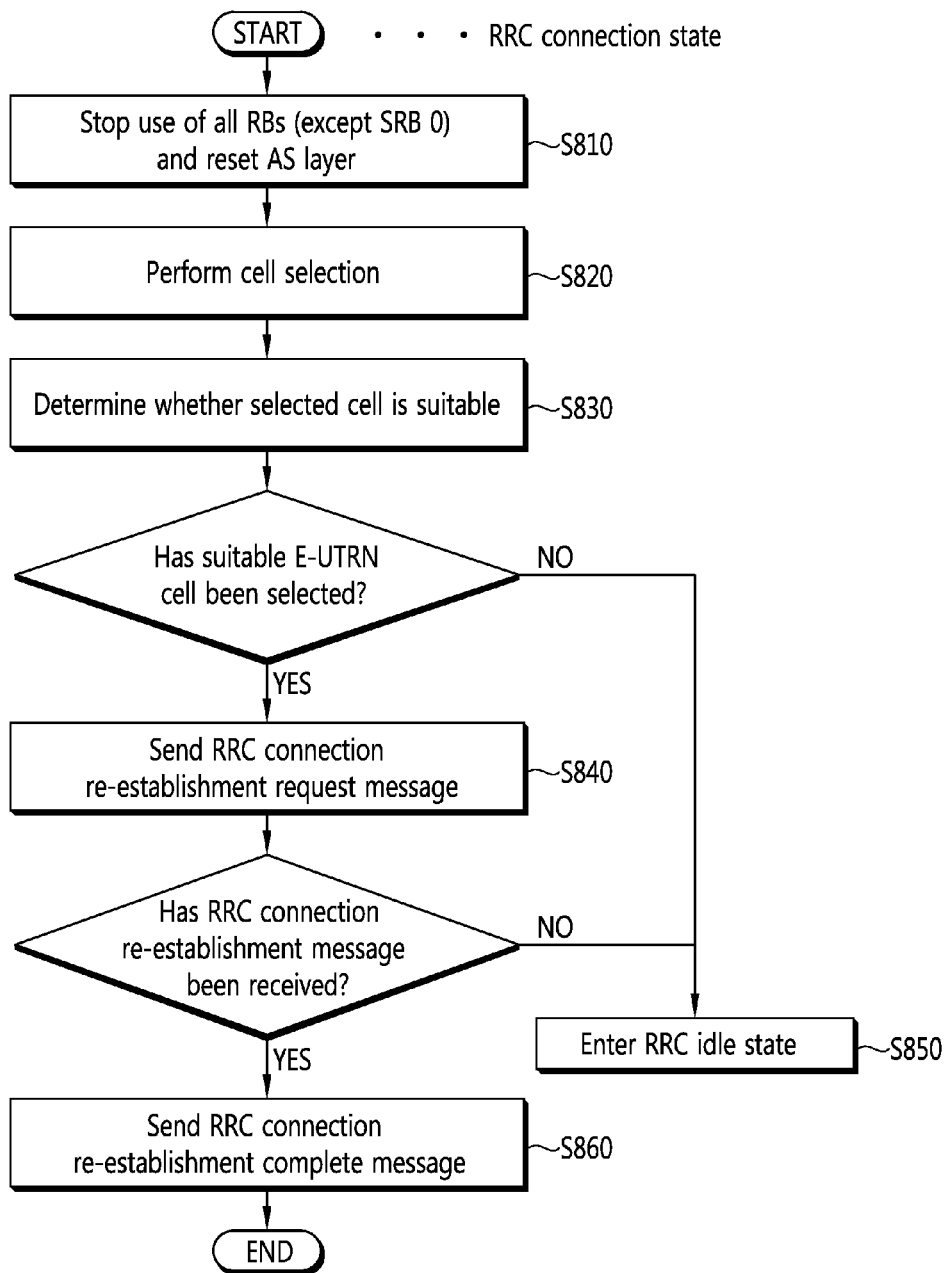 START
· · · RRC connection state
Stop use of all RBs (except SRB 0)
and reset AS layer
S810
Perform cell selection
S820
Determine whether selected cell is suitable
S830
Has suitable E-UTRN
cell been selected?
NO
YES
Send RRC connection
re-establishment request message
S840
Has RRC connection
re-establishment message
been received?
NO
YES
Enter RRC idle state
S850
Send RRC connection
re-establishment complete message
S860
END